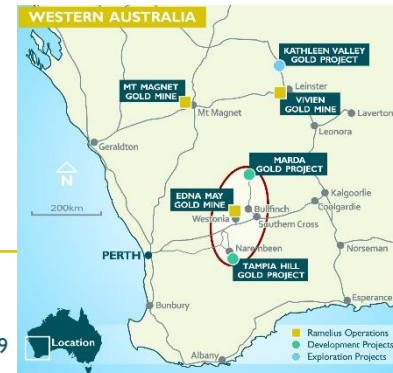 WESTERN AUSTRALIA
KATHLEEN VALLEY
GOLD PROJECT
MT MAGNET
GOLD MINE
Leinster
VIVIEN
GOLD MINE
Mt Magnet
Laverton
Leonora
Geraldton
MARDA
GOLD PROJECT
N
200km
EDNA MAY
GOLD MINE
Kalgoorlie
Bullfinch
Coolgardie
Westonia
Southern Cross
PERTH
Narembeen
Norseman
TAMPIA HILL
GOLD PROJECT
Bunbury
Esperance
9
Location
Albany
Ramelius Operations
Development Projects
Exploration Projects